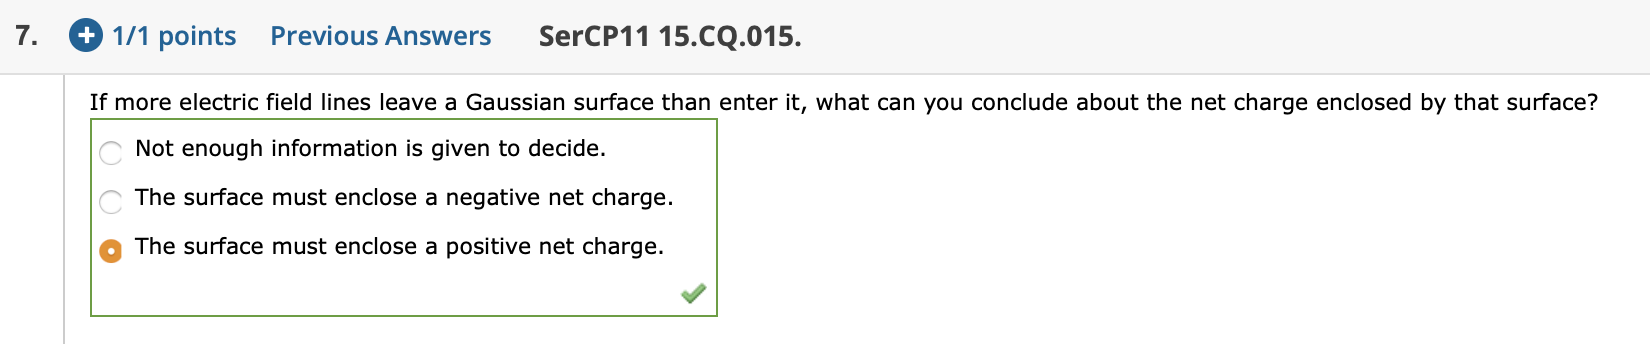 7. + 1/1 points Previous Answers SerCP11 15.CQ.015.
If more electric field lines leave a Gaussian surface than enter it, what can you conclude about the net charge enclosed by that surface?
Not enough information is given to decide.
The surface must enclose a negative net charge.
The surface must enclose a positive net charge.